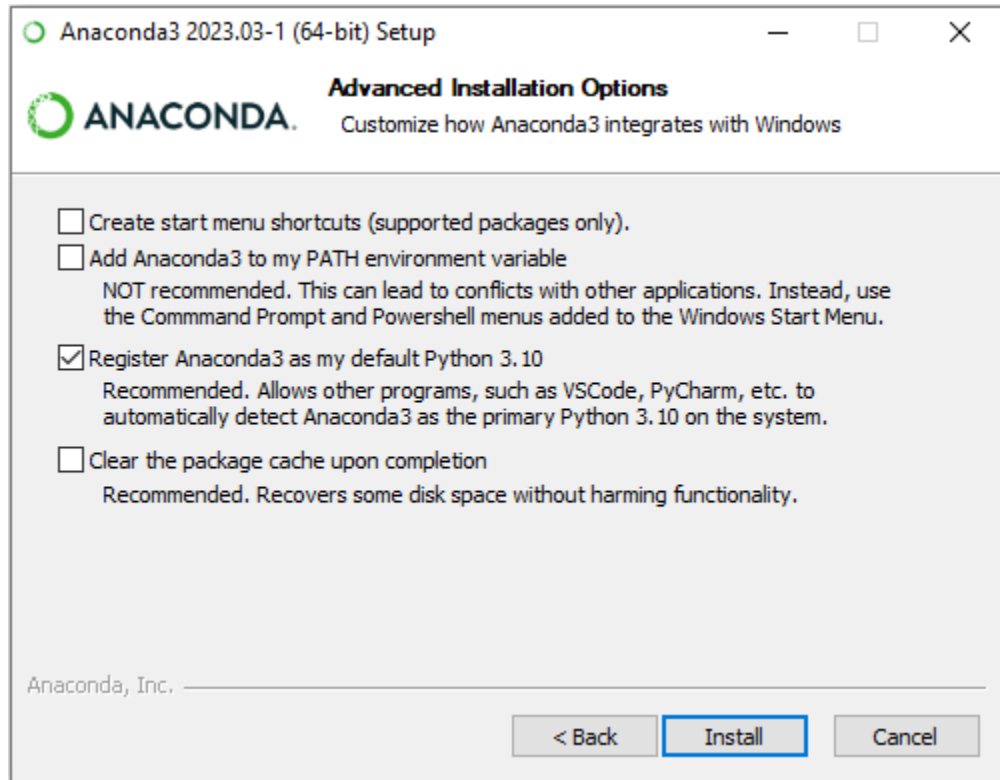 Anaconda3 2023.03-1 (64-bit) Setup
ANACONDA.
Advanced Installation Options
Customize how Anaconda3 integrates with Windows
Create start menu shortcuts (supported packages only).
Add Anaconda3 to my PATH environment variable
NOT recommended. This can lead to conflicts with other applications. Instead, use
the Commmand Prompt and Powershell menus added to the Windows Start Menu.
Register Anaconda3 as my default Python 3.10
Recommended. Allows other programs, such as VSCode, PyCharm, etc. to
automatically detect Anaconda3 as the primary Python 3.10 on the system.
Clear the package cache upon completion
Recommended. Recovers some disk space without harming functionality.
Anaconda, Inc.
< Back
Install
Cancel